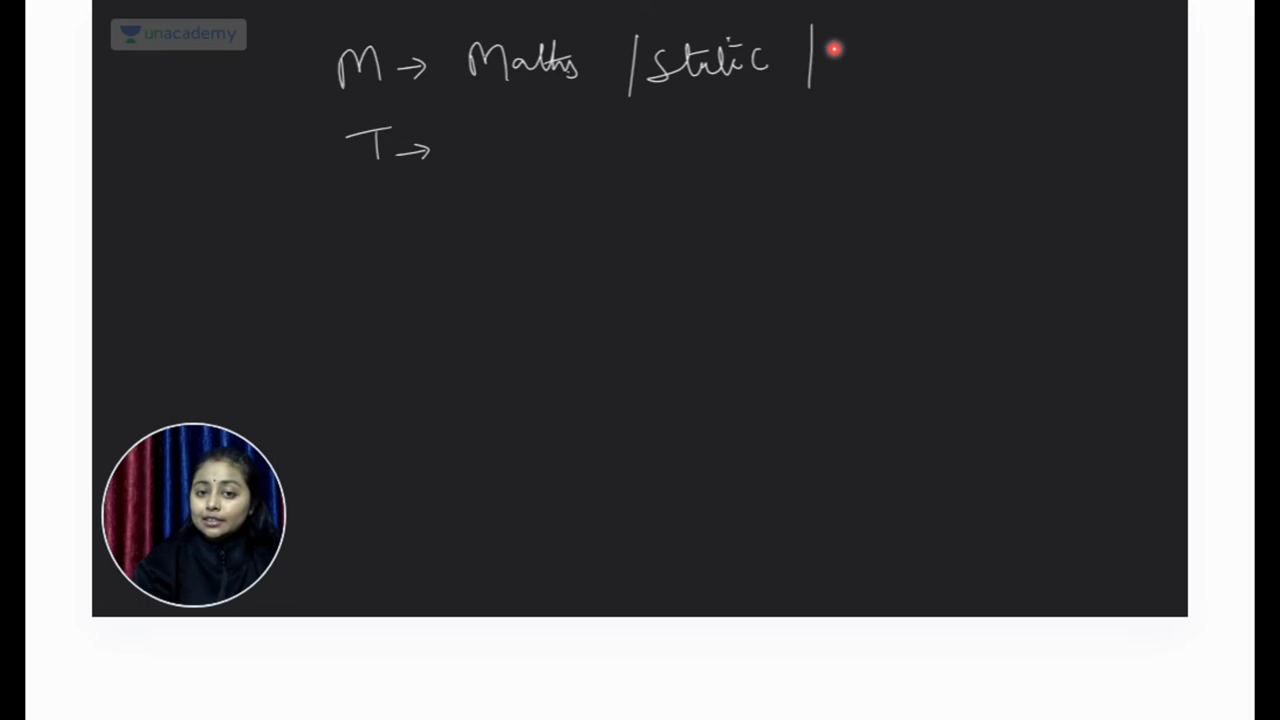 unacademy
M → Maths / Static |
T →